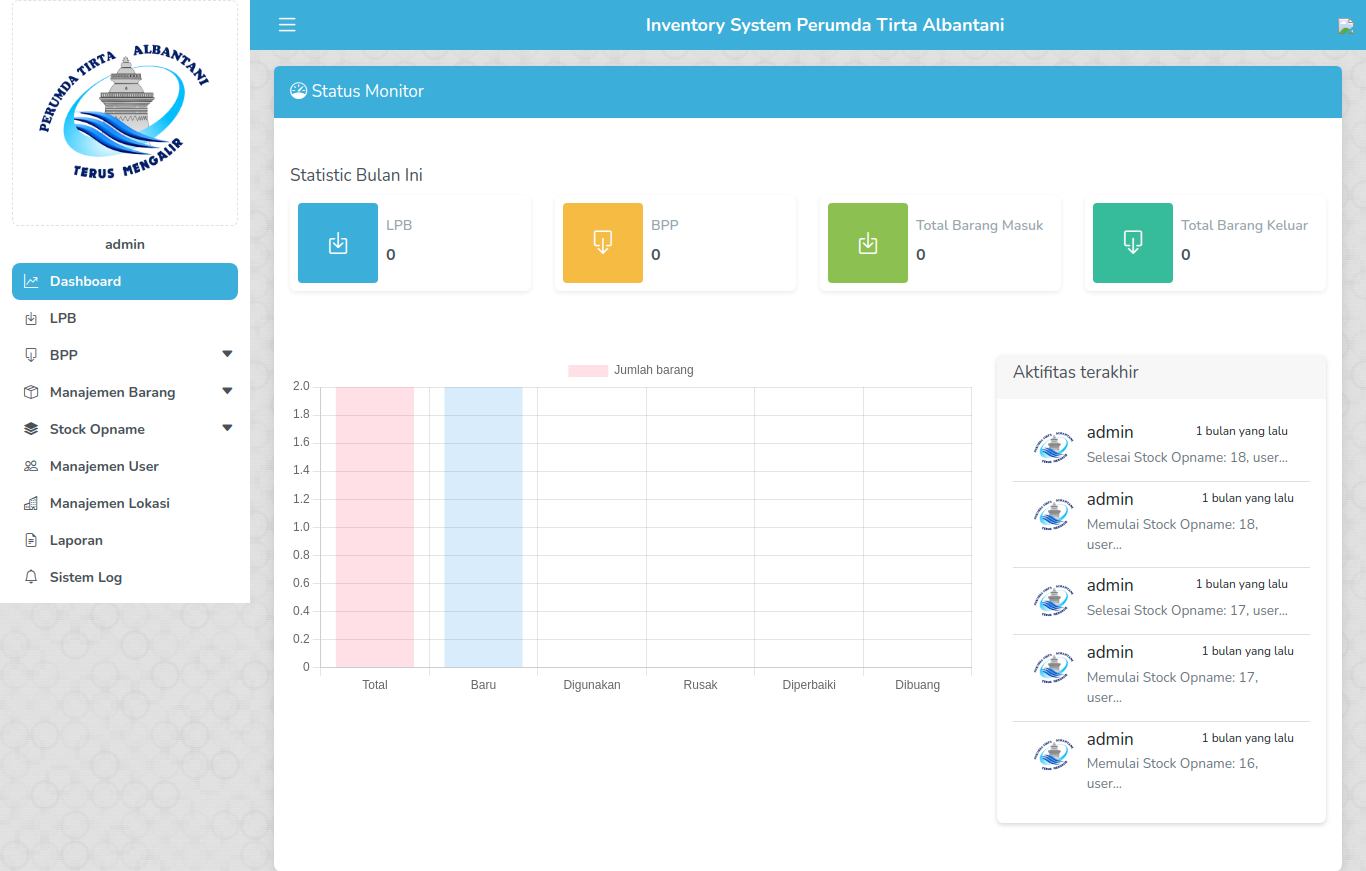 PERUMDA TIRTA ALBANTANI
TERUS MENGALIR
admin
Dashboard
LPB
BPP
Manajemen Barang
Stock Opname
Manajemen User
Manajemen Lokasi
Laporan
Sistem Log
Inventory System Perumda Tirta Albantani
Status Monitor
Statistic Bulan Ini
LPB
0
BPP
0
Total Barang Masuk
0
Total Barang Keluar
0
Jumlah barang
2.0
1.8
1.6
1.4
1.2
1.0
0.8
0.6
0.4
0.2
0
Total Baru Digunakan Rusak Diperbaiki Dibuang
Aktifitas terakhir
admin 1 bulan yang lalu
Selesai Stock Opname: 18, user...
admin 1 bulan yang lalu
Memulai Stock Opname: 18,
user...
admin 1 bulan yang lalu
Selesai Stock Opname: 17, user...
admin 1 bulan yang lalu
Memulai Stock Opname: 17,
user...
admin 1 bulan yang lalu
Memulai Stock Opname: 16,
user...